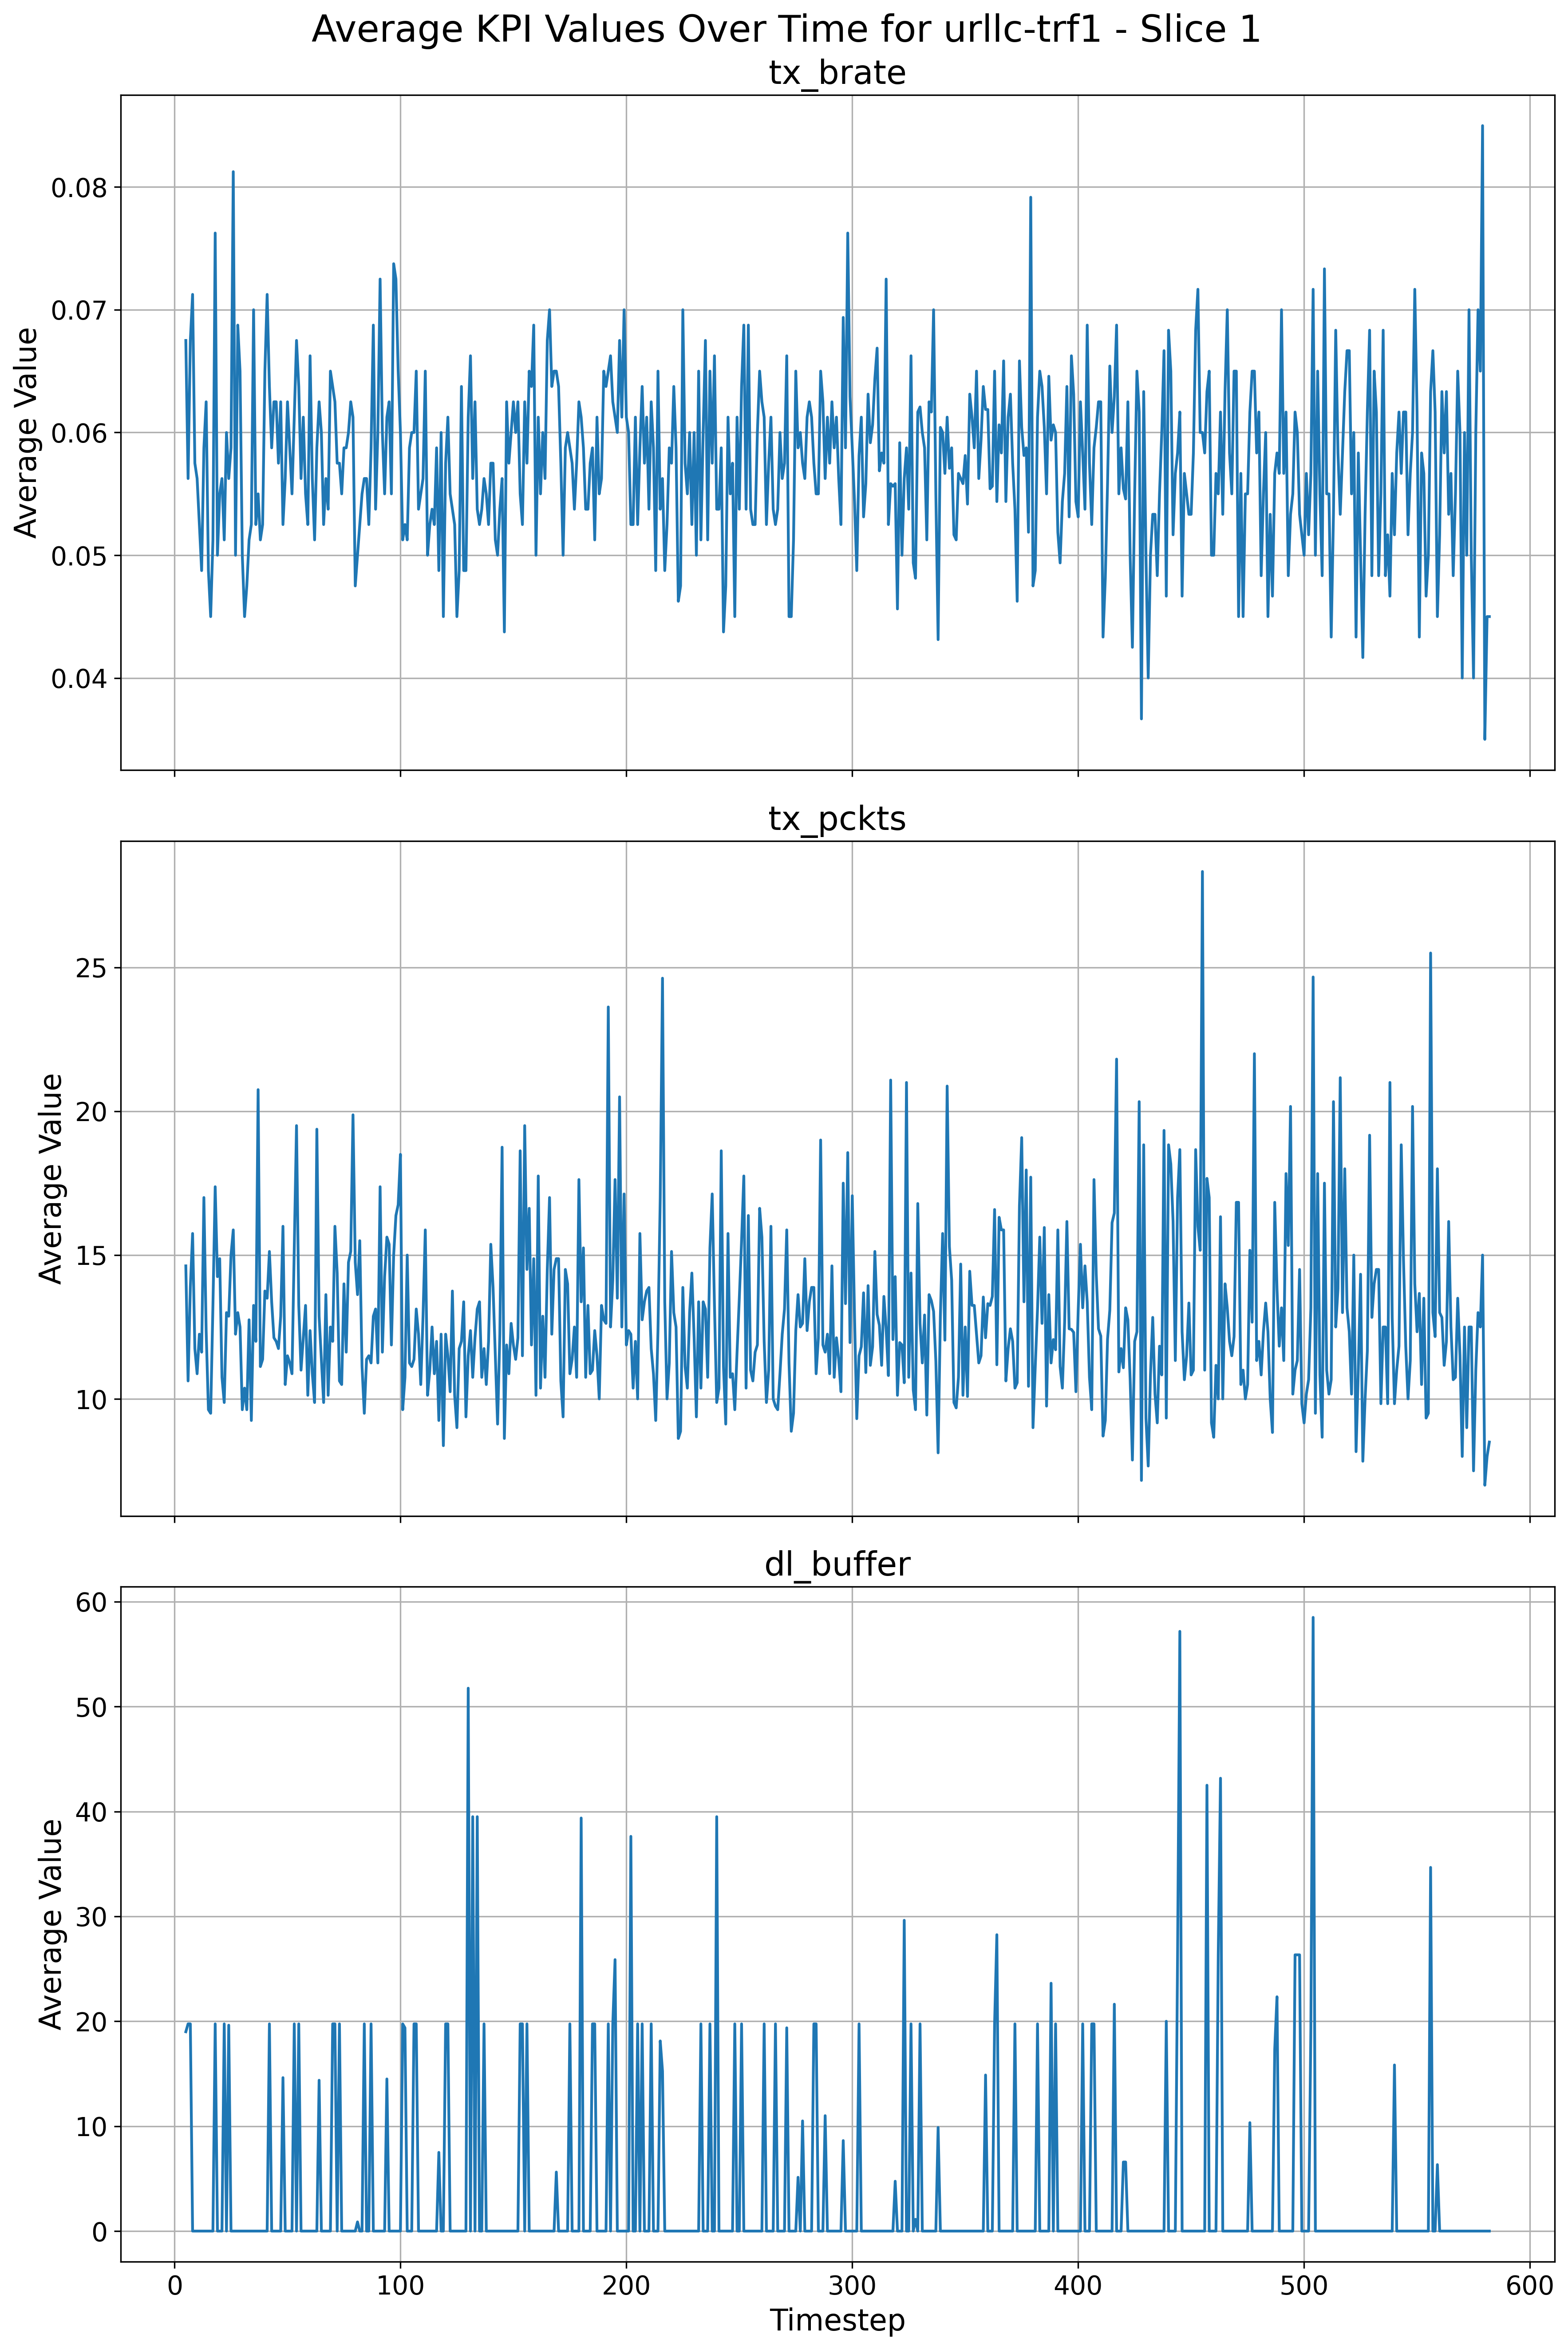 Average KPI Values Over Time for urllc-trf1 - Slice 1
tx_brate
Average Value
0.08
0.07
0.06
0.05
0.04
tx_pckts
Average Value
25
20
15
10
dl_buffer
Average Value
60
50
40
30
20
10
0
0 100 200 300 400 500 600
Timestep